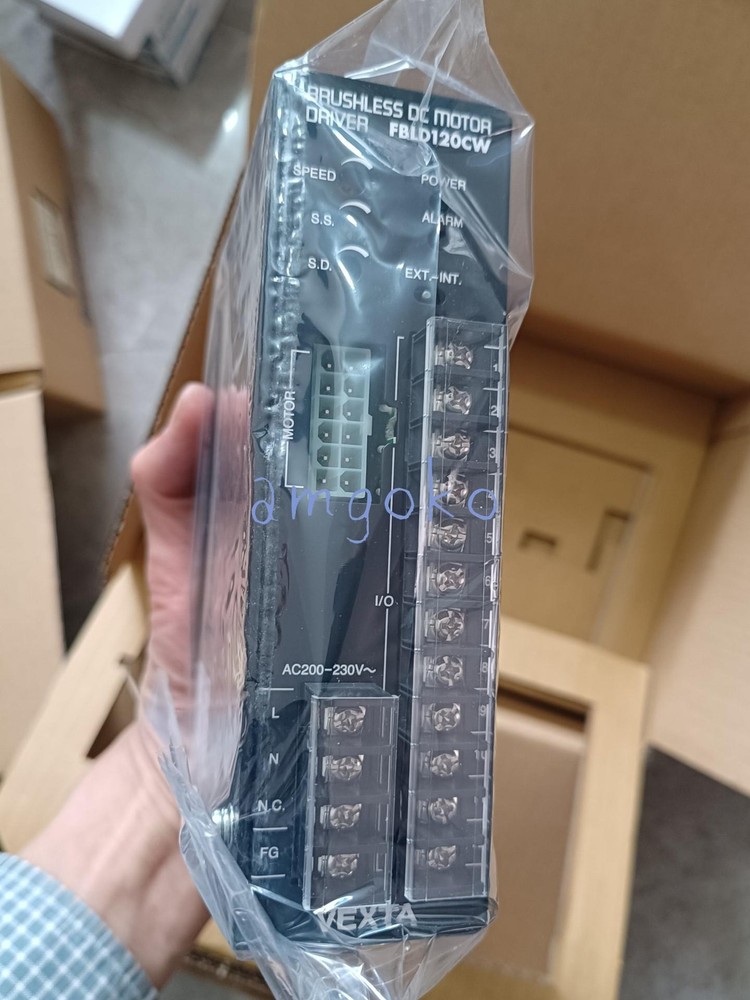 BRUSHLESS DC MOTOR
DRIVER FBLD120CW
SPEED
POWER
S.S.
ALARM
S.D.
EXT.-INT.
MOTOR
1
2
3
5
6
7
8
9
amgoko
I/O
AC200-230V~
L
N
N.C.
FG
VEXTA